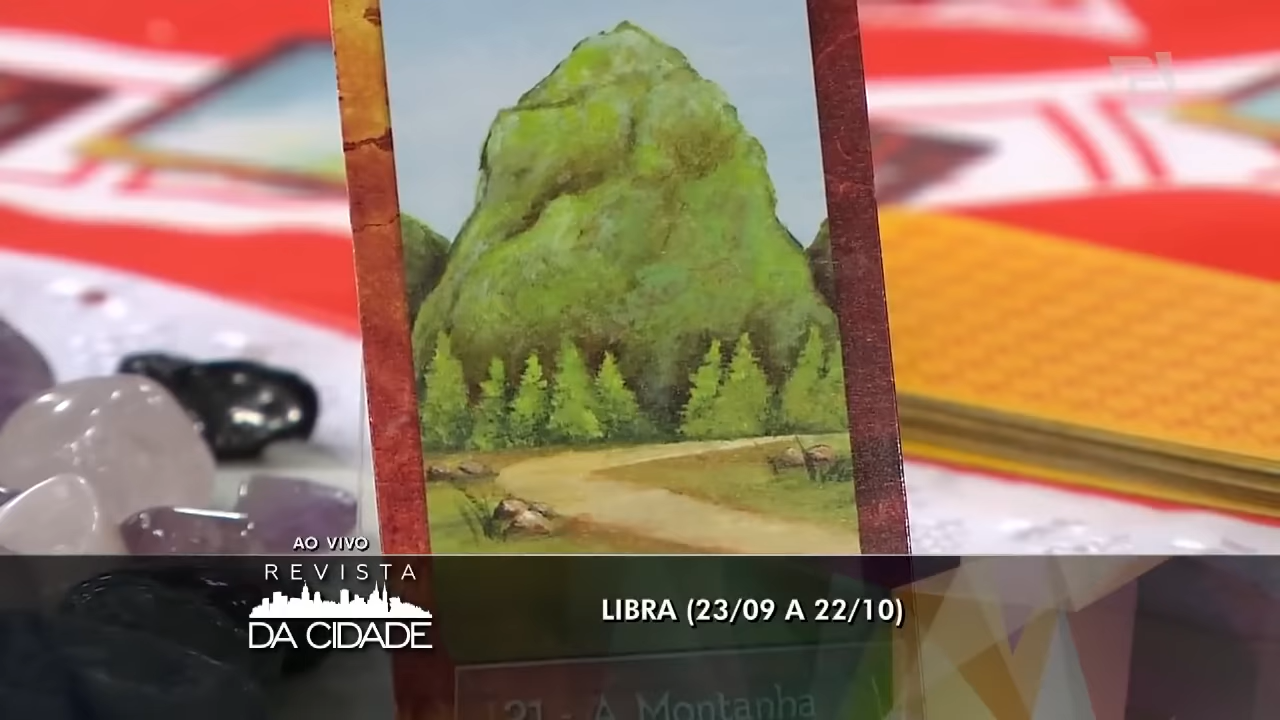 AO VIVO
REVISTA
DA CIDADE
LIBRA (23/09 A 22/10)
21 - A Montanha